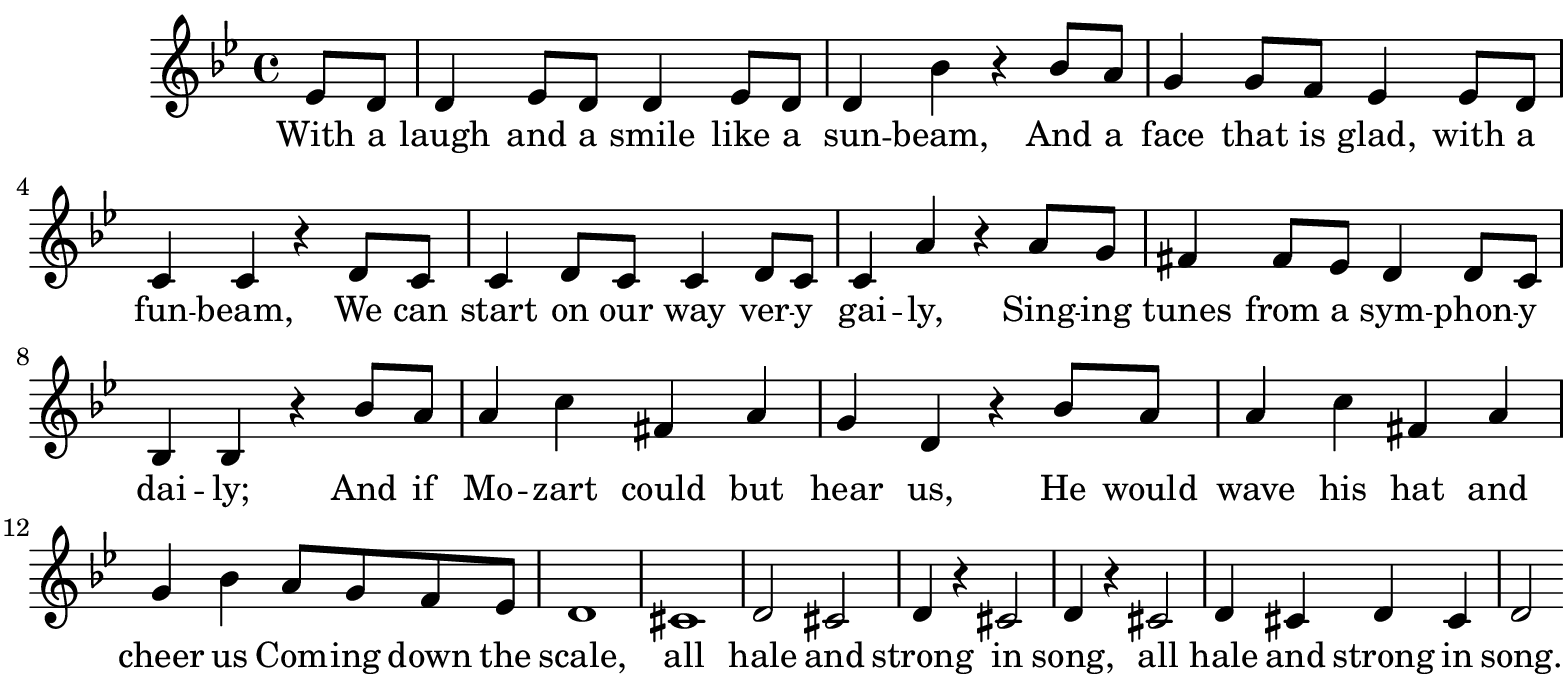 With a laugh and a smile like a sun -- beam, And a face that is glad, with a
4
fun -- beam, We can start on our way ver -- y gai -- ly, Sing -- ing tunes from a sym -- phon -- y
8
dai -- ly; And if Mo -- zart could but hear us, He would wave his hat and
12
cheer us Coming down the scale, all hale and strong in song, all hale and strong in song.